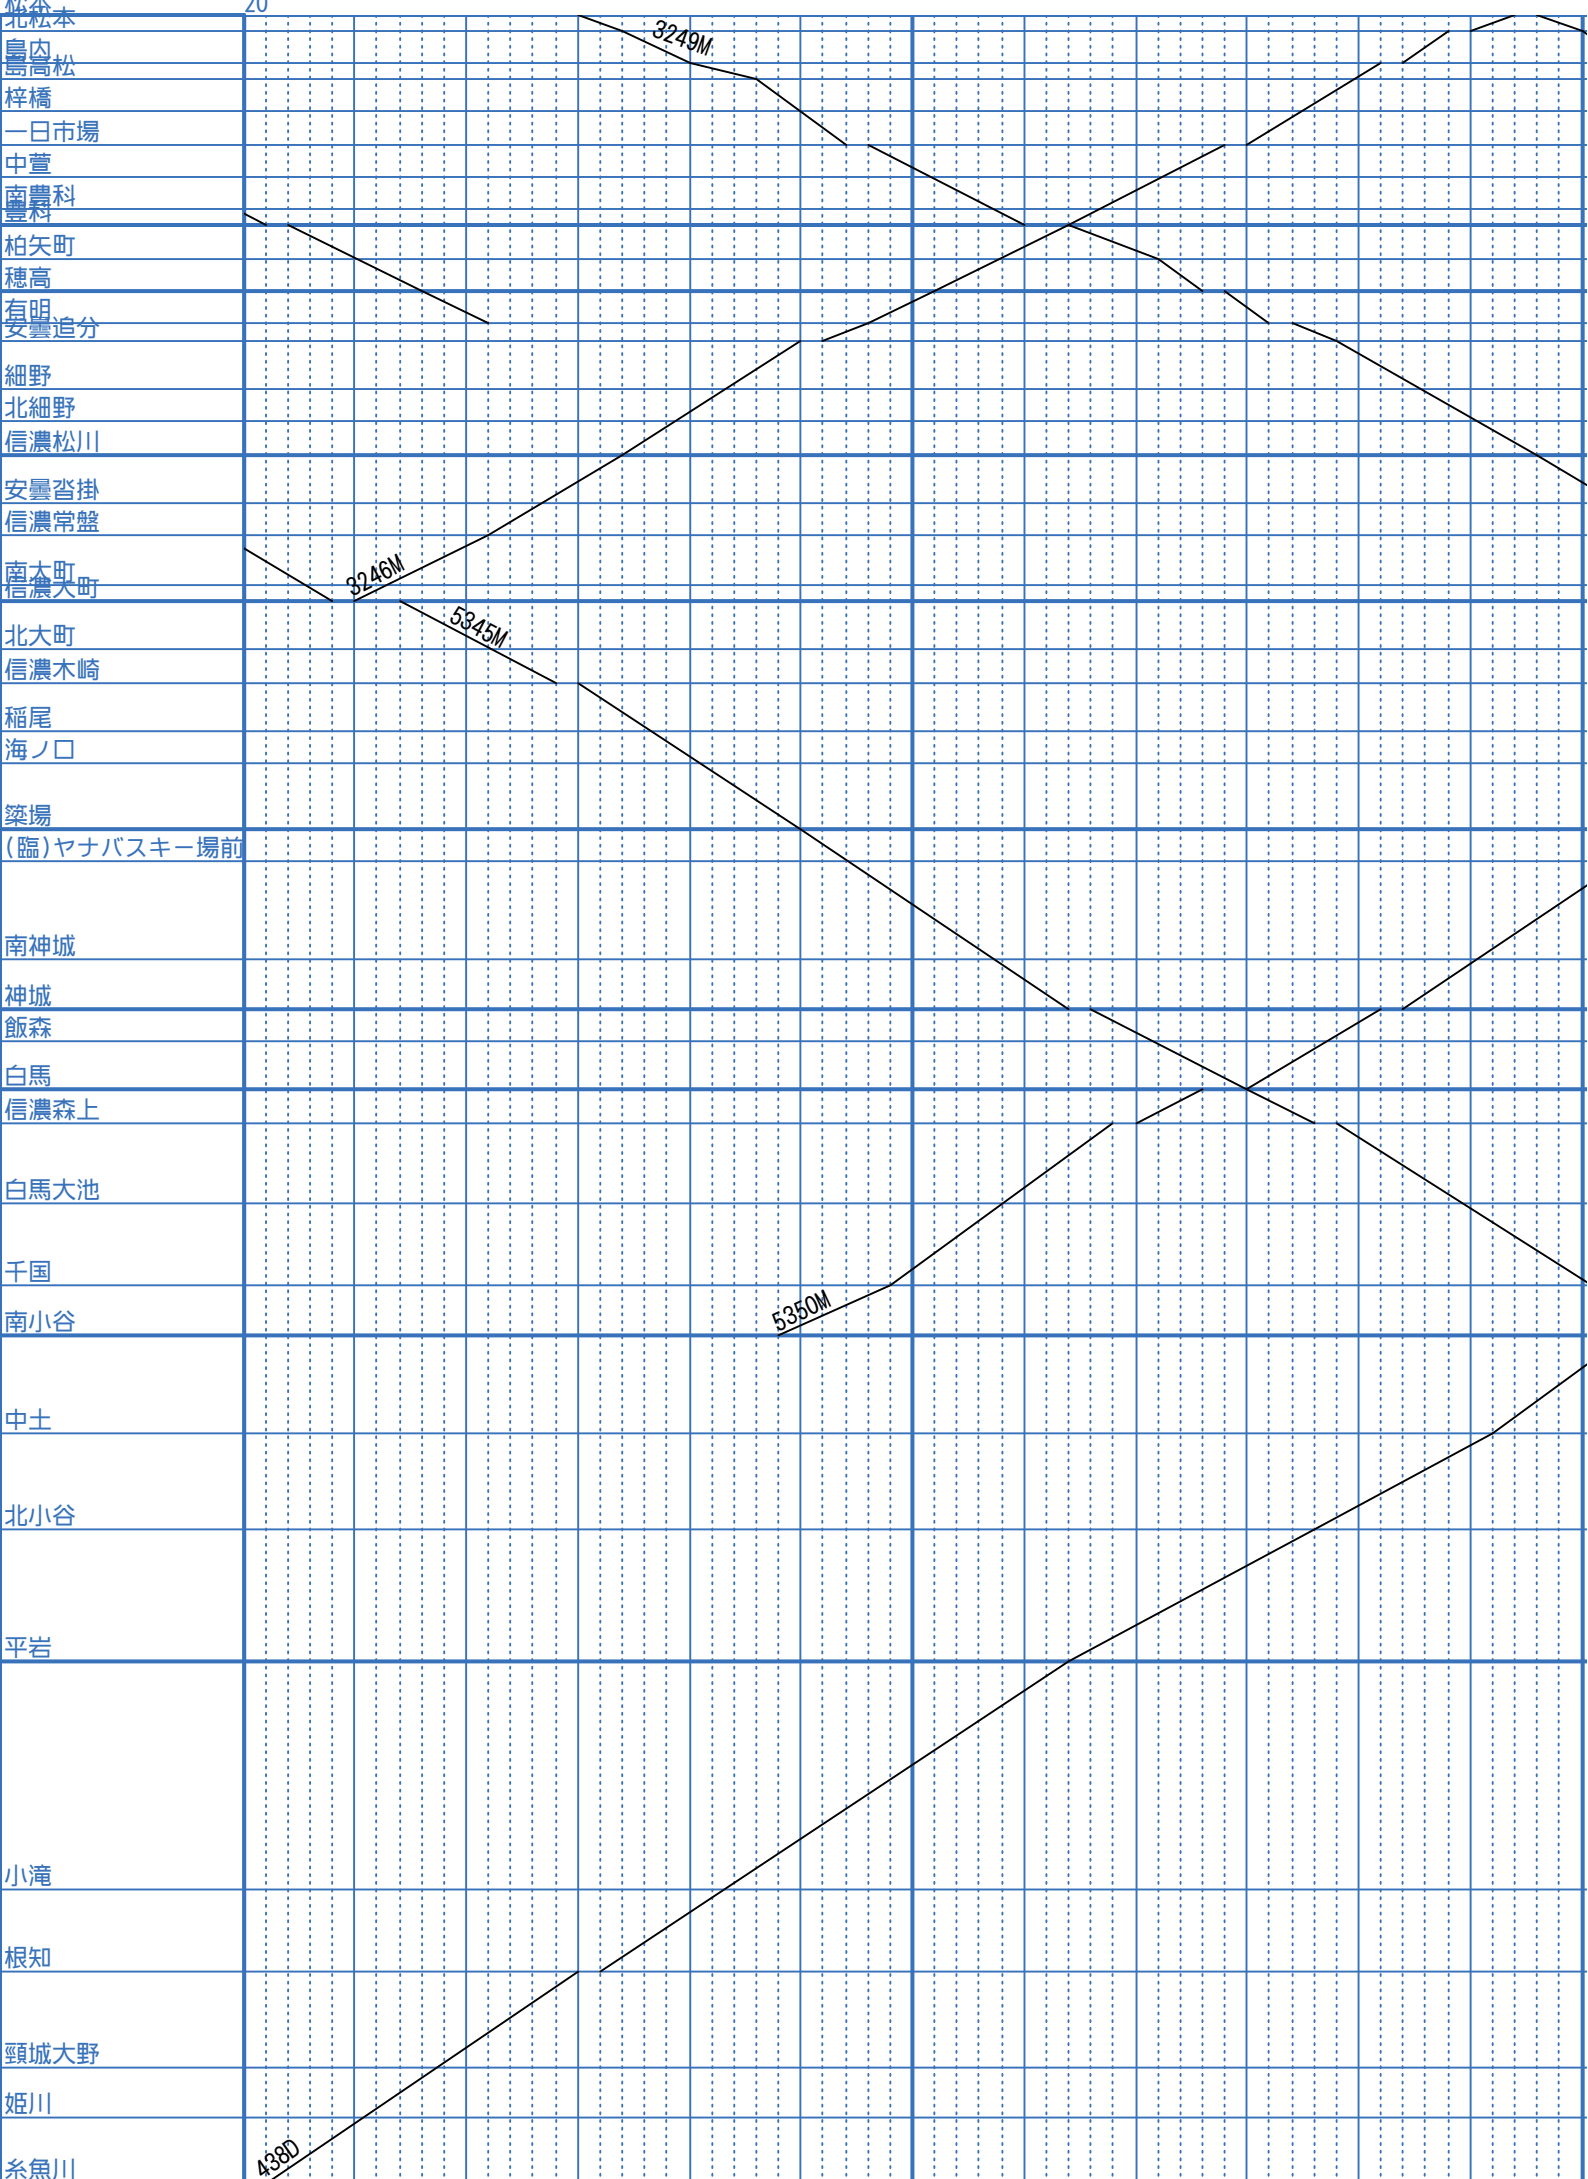 20
松本
北松本
島内
島高松
梓橋
一日市場
中萱
南豊科
豊科
柏矢町
穂高
有明
安曇追分
細野
北細野
信濃松川
安曇沓掛
信濃常盤
南大町
信濃大町
北大町
信濃木崎
稲尾
海ノ口
簗場
(臨)ヤナバスキー場前
南神城
神城
飯森
白馬
信濃森上
白馬大池
千国
南小谷
中土
北小谷
平岩
小滝
根知
頸城大野
姫川
糸魚川
3249M
3246M
5345M
5350M
438D